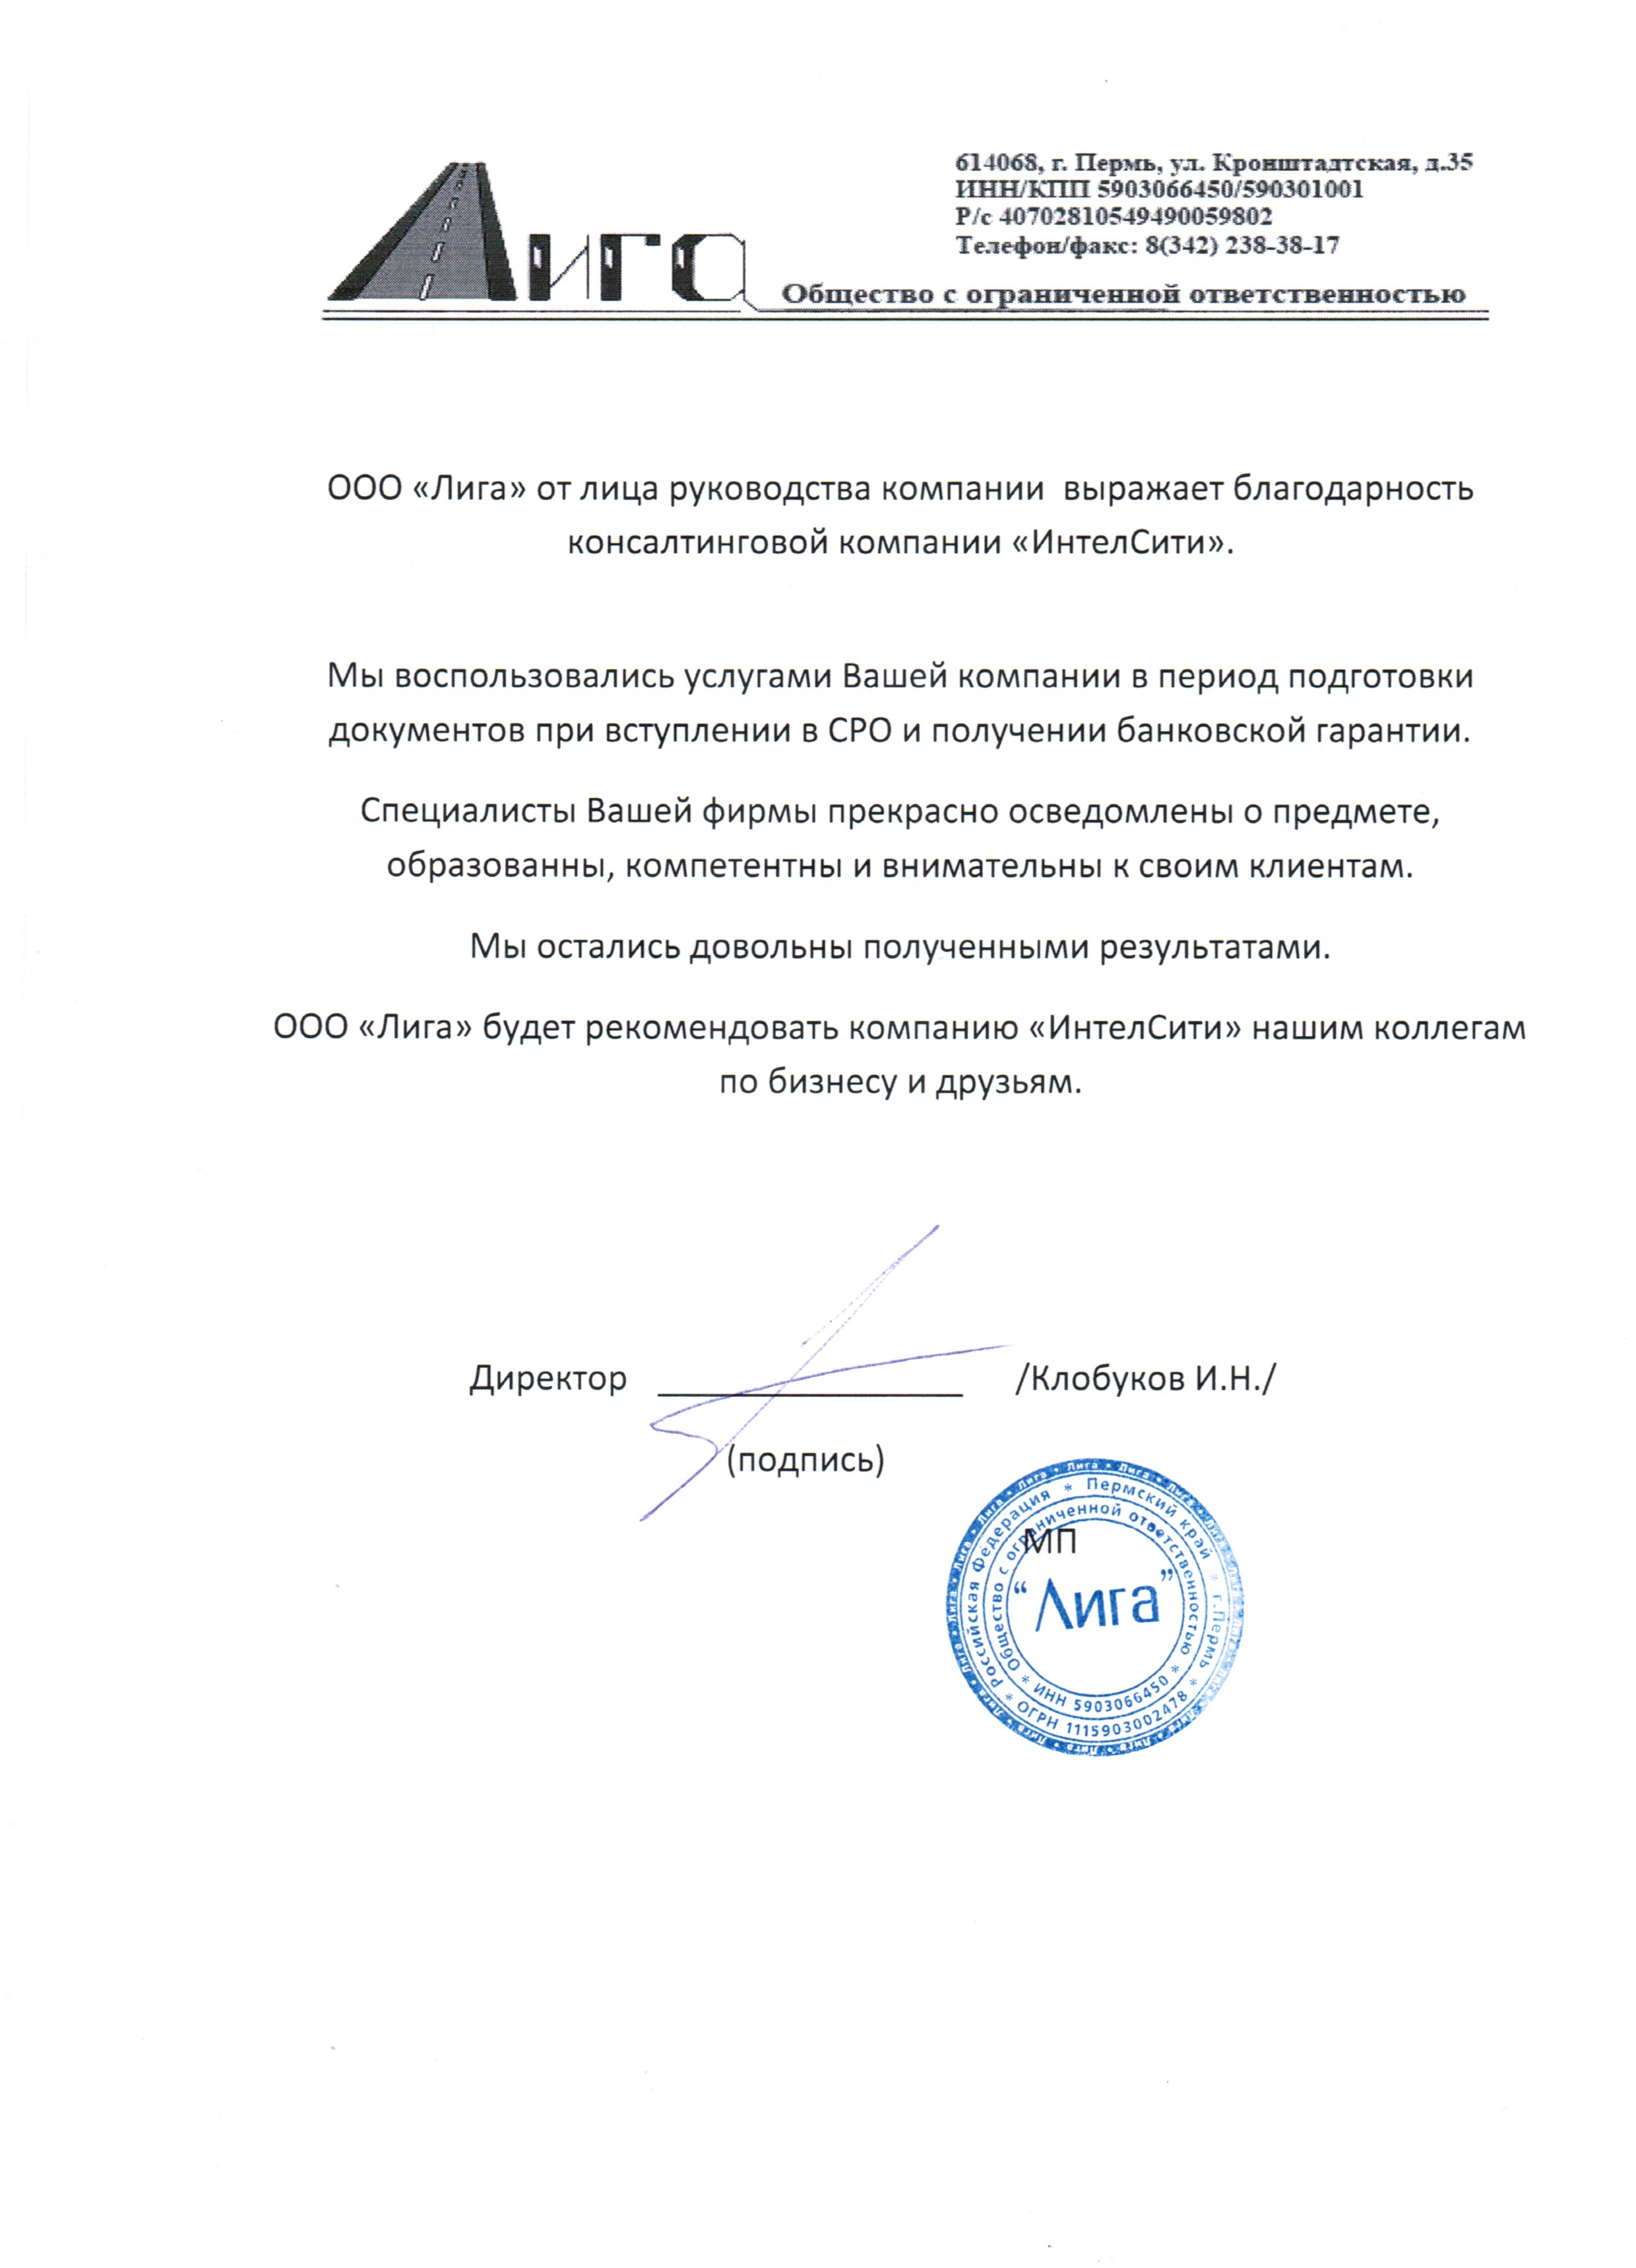 Лига
614068, г. Пермь, ул. Кронштадтская, д.35
ИНН/КПП 5903066450/590301001
Р/с 40702810549490059802
Телефон/факс: 8(342) 238-38-17
Общество с ограниченной ответственностью
ООО «Лига» от лица руководства компании  выражает благодарность
консалтинговой компании «ИнтелСити».
Мы воспользовались услугами Вашей компании в период подготовки
документов при вступлении в СРО и получении банковской гарантии.
Специалисты Вашей фирмы прекрасно осведомлены о предмете,
образованны, компетентны и внимательны к своим клиентам.
Мы остались довольны полученными результатами.
ООО «Лига» будет рекомендовать компанию «ИнтелСити» нашим коллегам
по бизнесу и друзьям.
Директор ________________ /Клобуков И.Н./
(подпись)
МП
Лига • Лига • Лига • Лига • Лига • Лига
* Российская Федерация * Пермский край * г.Пермь *
ОГРН 1115903002478
* Общество с ограниченной ответственностью *
ИНН 5903066450
“Лига”